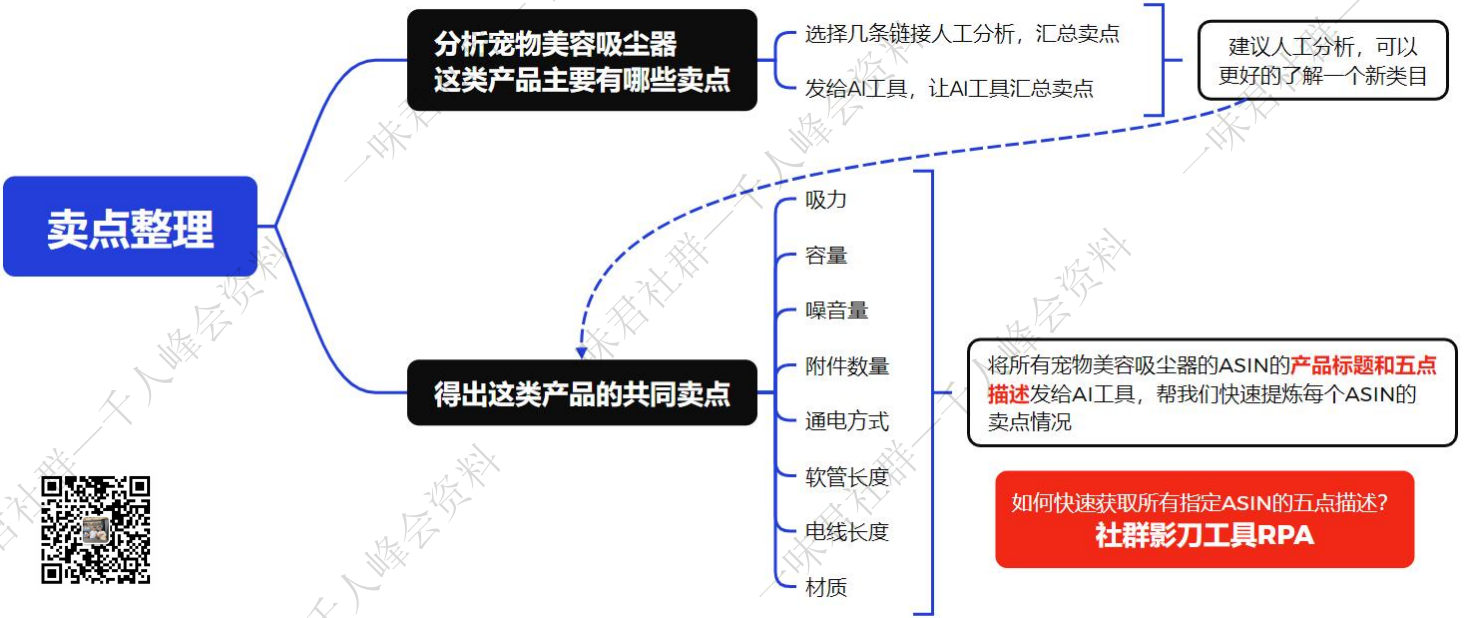 卖点整理
分析宠物美容吸尘器
这类产品主要有哪些卖点
选择几条链接人工分析，汇总卖点
发给AI工具，让AI工具汇总卖点
建议人工分析，可以
更好的了解一个新类目
得出这类产品的共同卖点
吸力
容量
噪音量
附件数量
通电方式
软管长度
电线长度
材质
将所有宠物美容吸尘器的ASIN的产品标题和五点
描述发给AI工具，帮我们快速提炼每个ASIN的
卖点情况
如何快速获取所有指定ASIN的五点描述？
社群影刀工具RPA
一味君社群—千人峰会资料